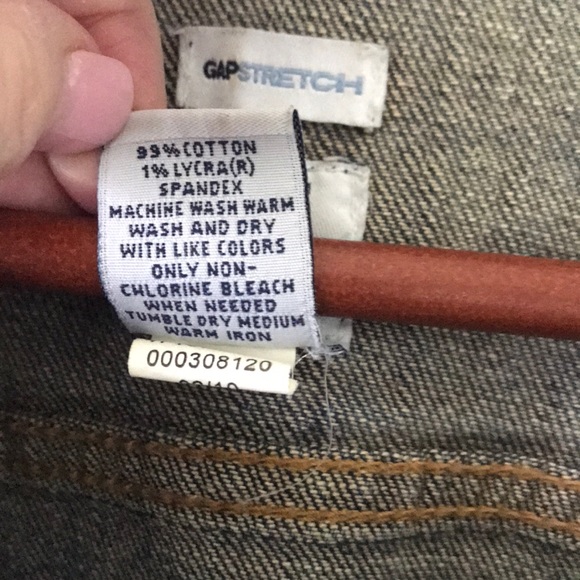 GAPSTRETCH
99% COTTON
1% LYCRA(R)
SPANDEX
MACHINE WASH WARM
WASH AND DRY
WITH LIKE COLORS
ONLY NON-
CHLORINE BLEACH
WHEN NEEDED
TUMBLE DRY MEDIUM
WARM IRON
000308120